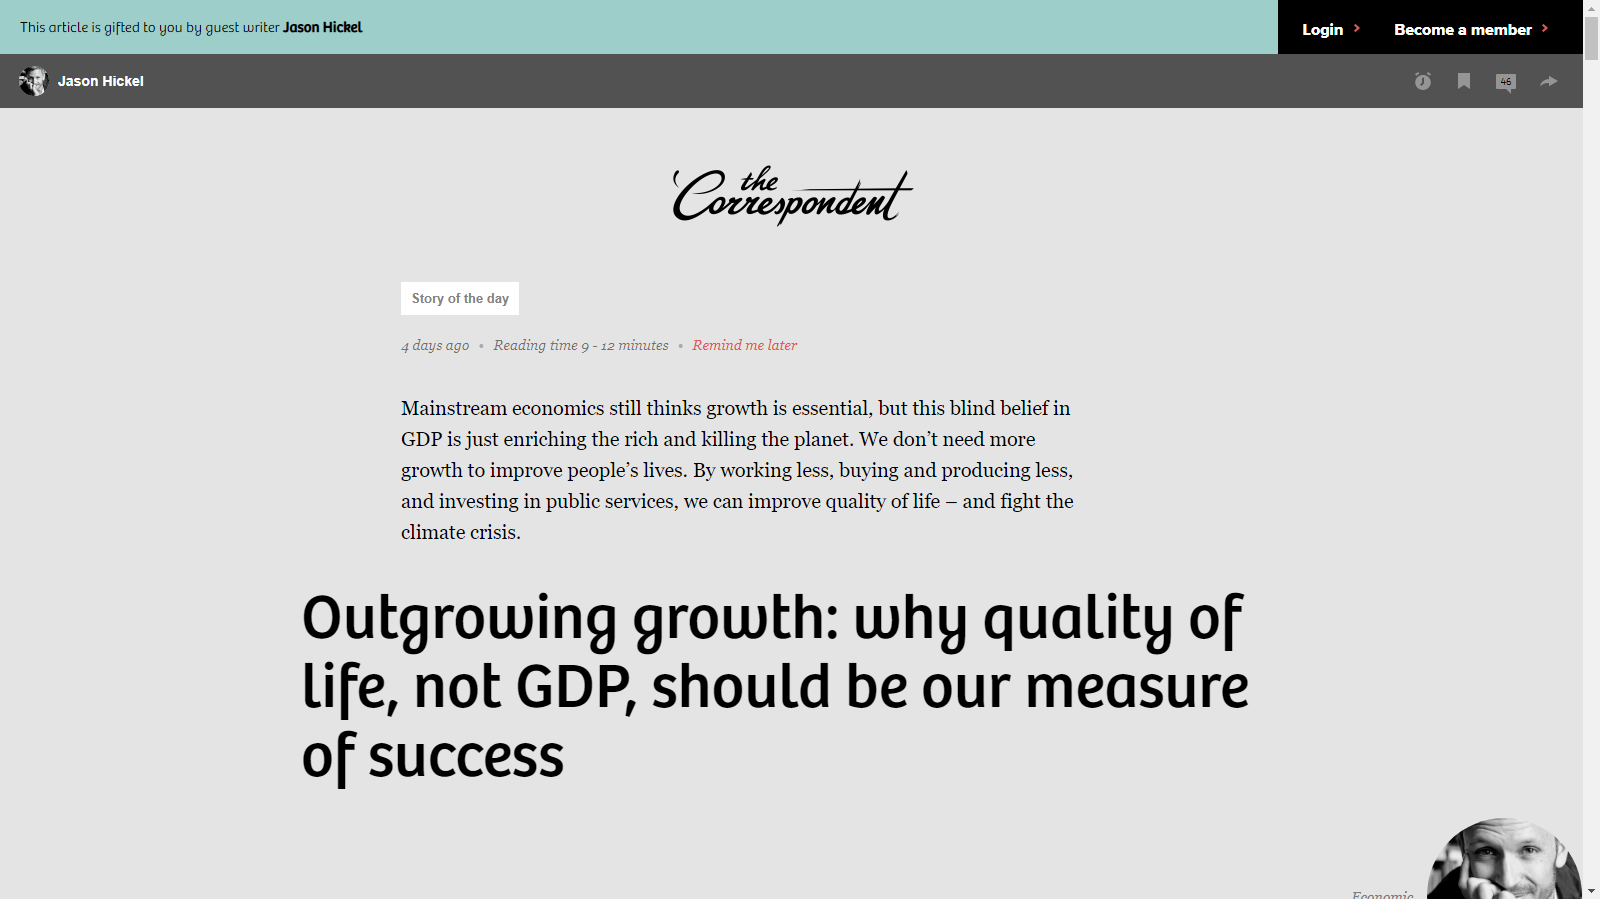 This article is gifted to you by guest writer Jason Hickel
Login
Become a member
Jason Hickel
46
the
Correspondent
Story of the day
4 days ago • Reading time 9 - 12 minutes • Remind me later
Mainstream economics still thinks growth is essential, but this blind belief in
GDP is just enriching the rich and killing the planet. We don’t need more
growth to improve people’s lives. By working less, buying and producing less,
and investing in public services, we can improve quality of life – and fight the
climate crisis.
Outgrowing growth: why quality of
life, not GDP, should be our measure
of success
Economic